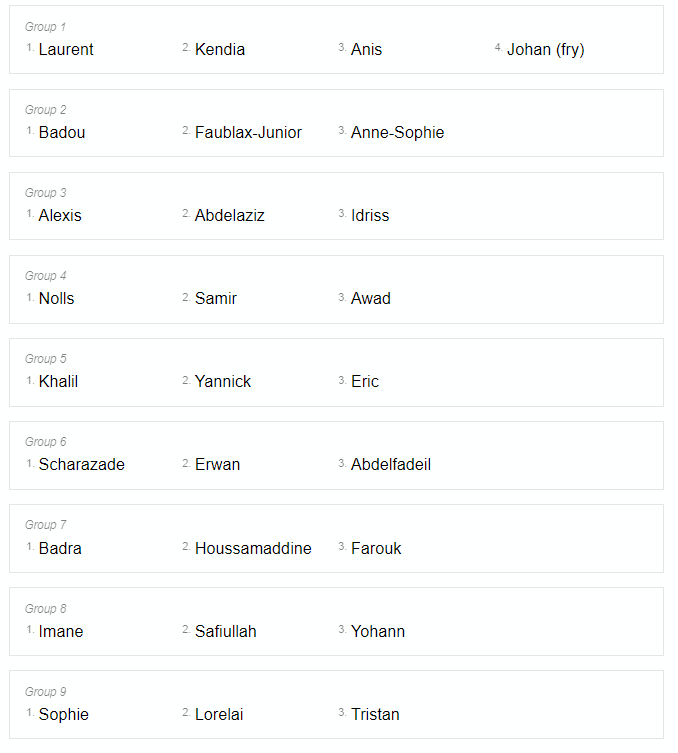 Group 1
1. Laurent 2. Kendia 3. Anis 4. Johan (fry)
Group 2
1. Badou 2. Faublax-Junior 3. Anne-Sophie
Group 3
1. Alexis 2. Abdelaziz 3. Idriss
Group 4
1. Nolls 2. Samir 3. Awad
Group 5
1. Khalil 2. Yannick 3. Eric
Group 6
1. Scharazade 2. Erwan 3. Abdelfadeil
Group 7
1. Badra 2. Houssamaddine 3. Farouk
Group 8
1. Imane 2. Safiullah 3. Yohann
Group 9
1. Sophie 2. Lorelai 3. Tristan